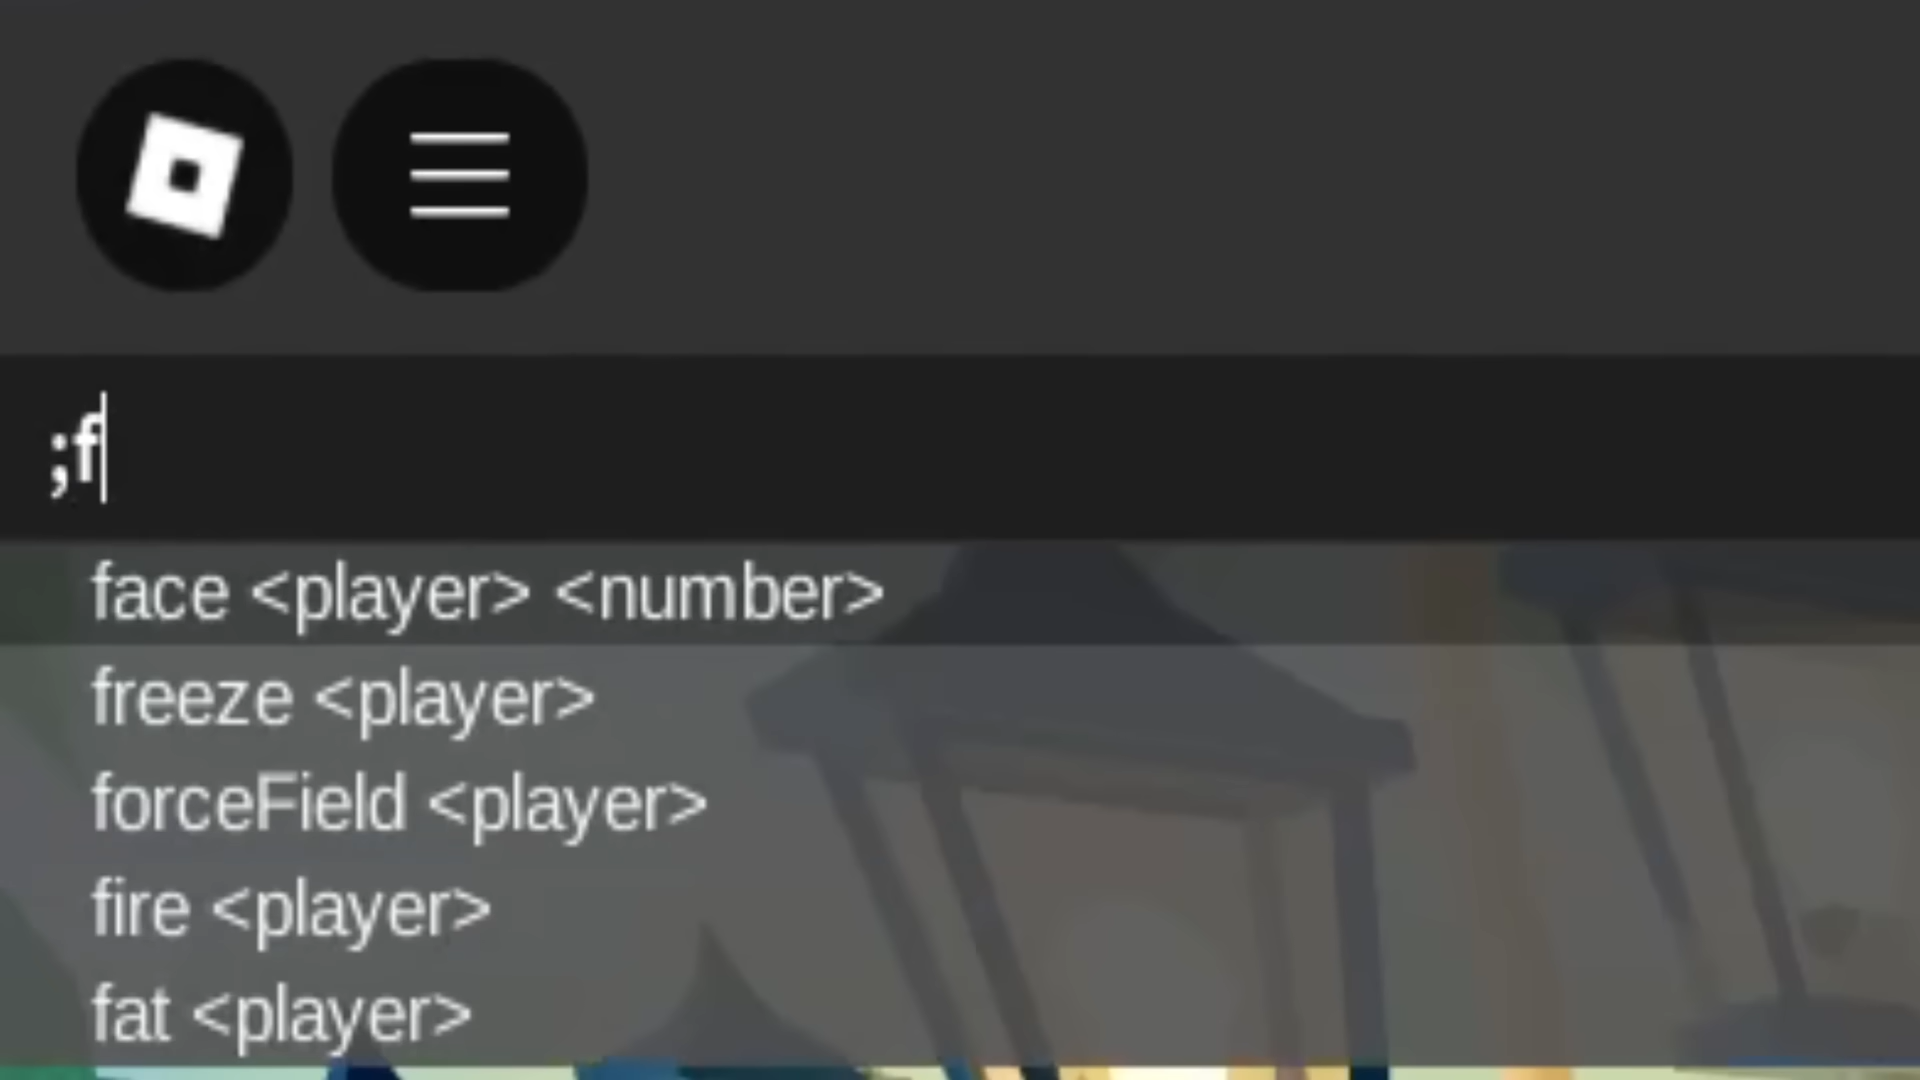 ;f
face <player> <number>
freeze <player>
forceField <player>
fire <player>
fat <player>